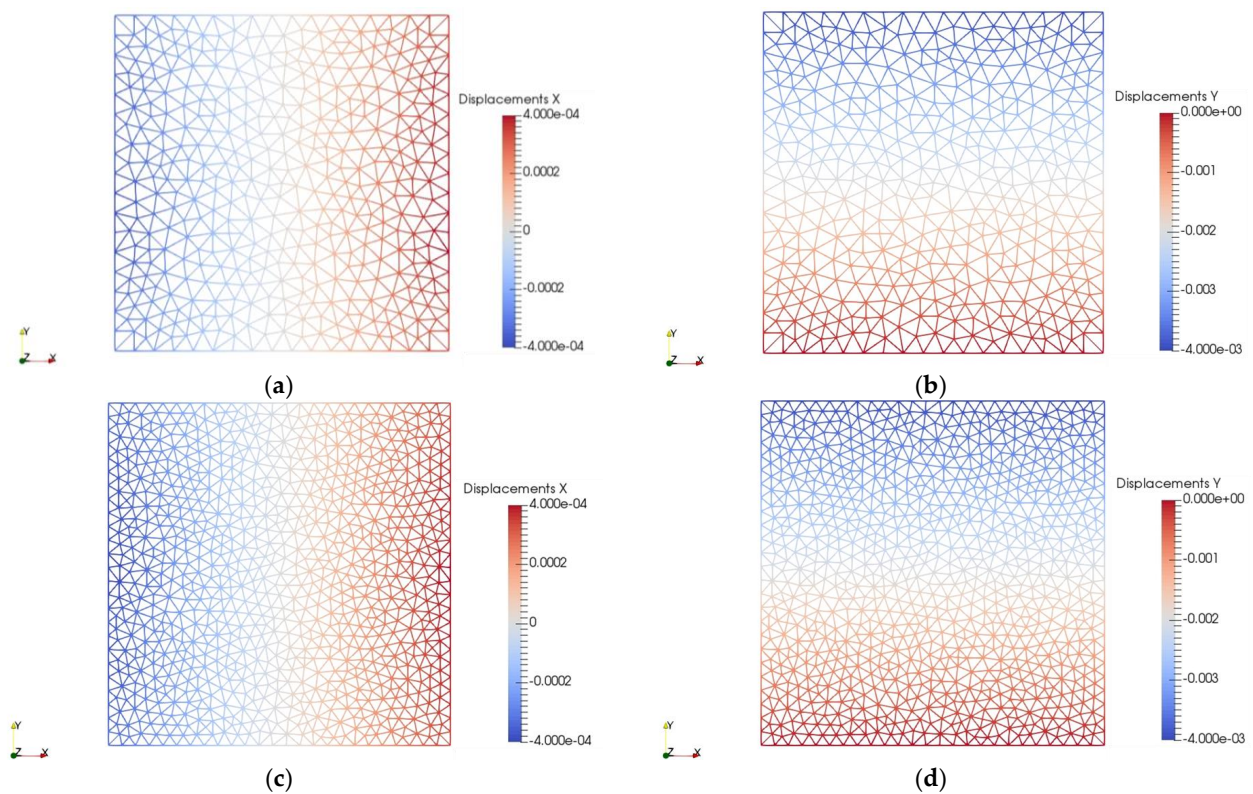 Displacements X
4.000e-04
0.0002
0
-0.0002
-4.000e-04
Y
Z X
(a)
Displacements Y
0.000e+00
-0.001
-0.002
-0.003
-4.000e-03
Y
Z X
(b)
Displacements X
4.000e-04
0.0002
0
-0.0002
-4.000e-04
Y
Z X
(c)
Displacements Y
0.000e+00
-0.001
-0.002
-0.003
-4.000e-03
Y
Z X
(d)